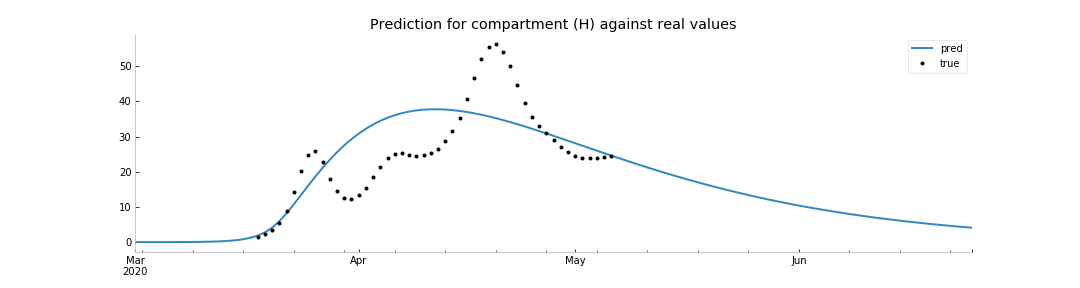 Prediction for compartment (H) against real values
pred
true
50
40
30
20
10
0
Mar
2020
Apr
May
Jun